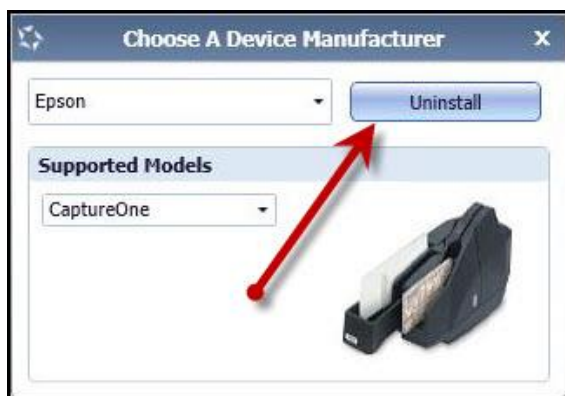 Choose A Device Manufacturer X
Epson Uninstall
Supported Models
CaptureOne